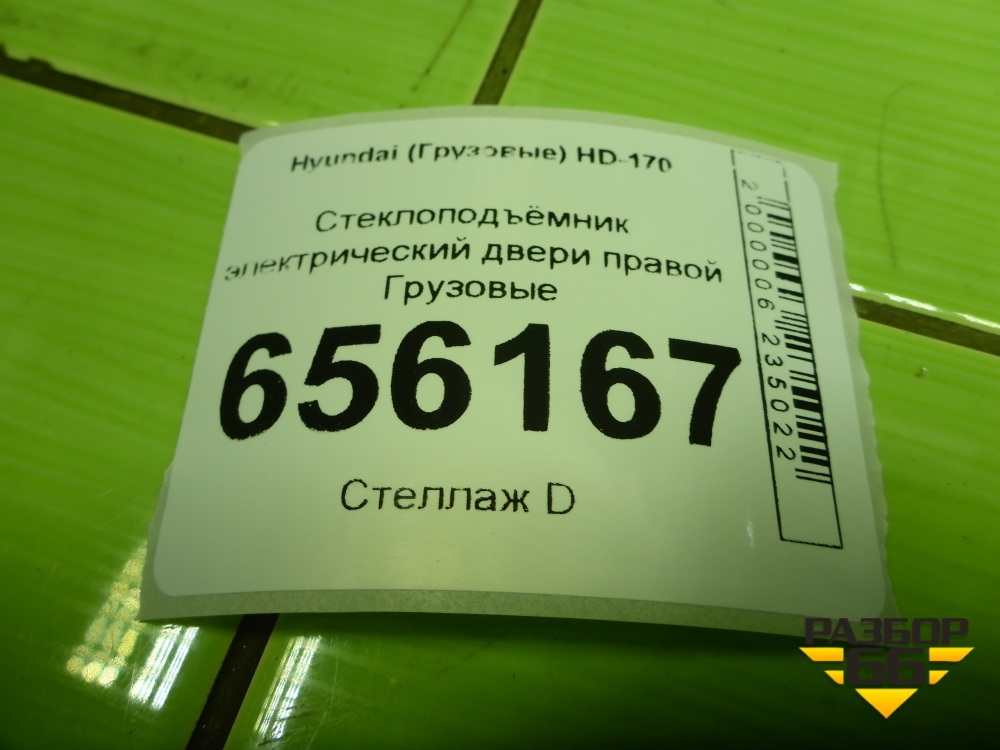 Hyundai (Грузовые) HD-170
Стеклоподъёмник
электрический двери правой
Грузовые
656167
Стеллаж D
2000006235022
РАЗБОР
66